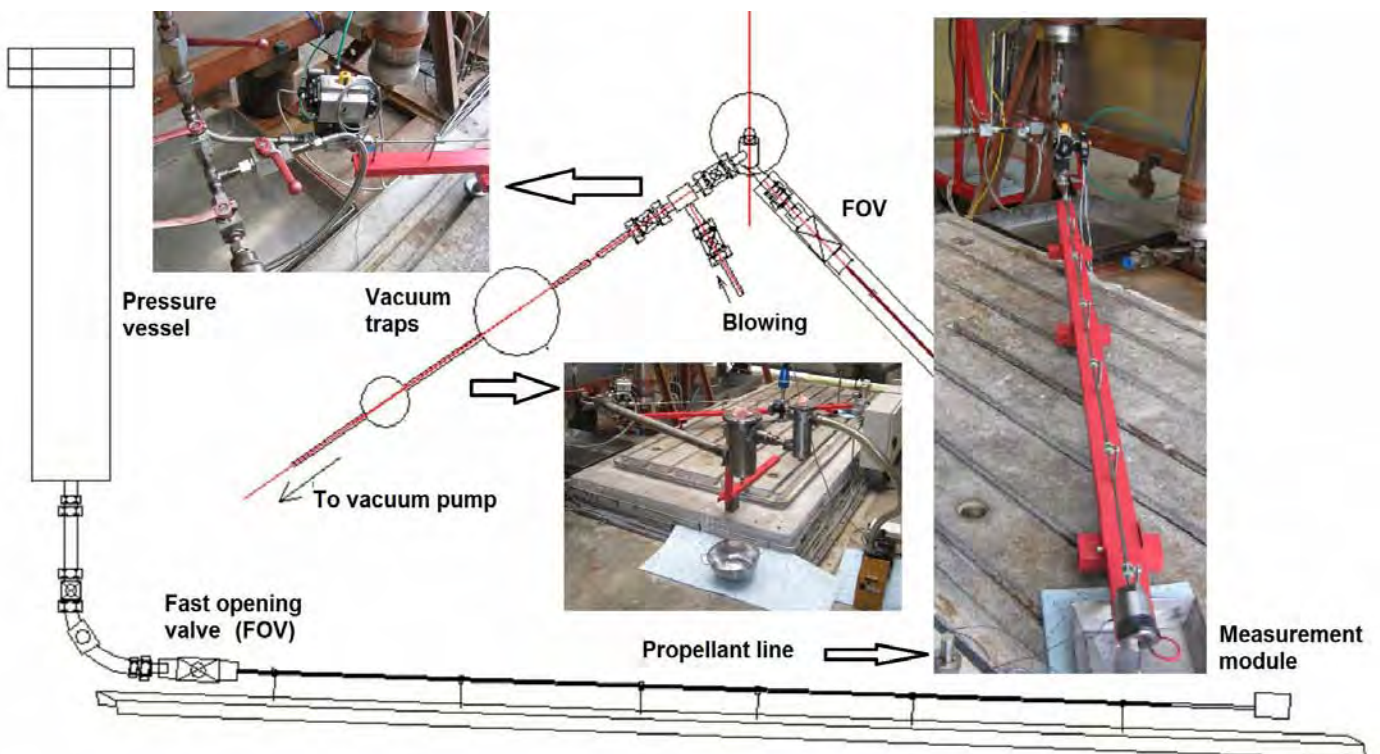 FOV
Pressure
vessel
Vacuum
traps
Blowing
To vacuum pump
Fast opening
valve (FOV)
Propellant line
Measurement
module